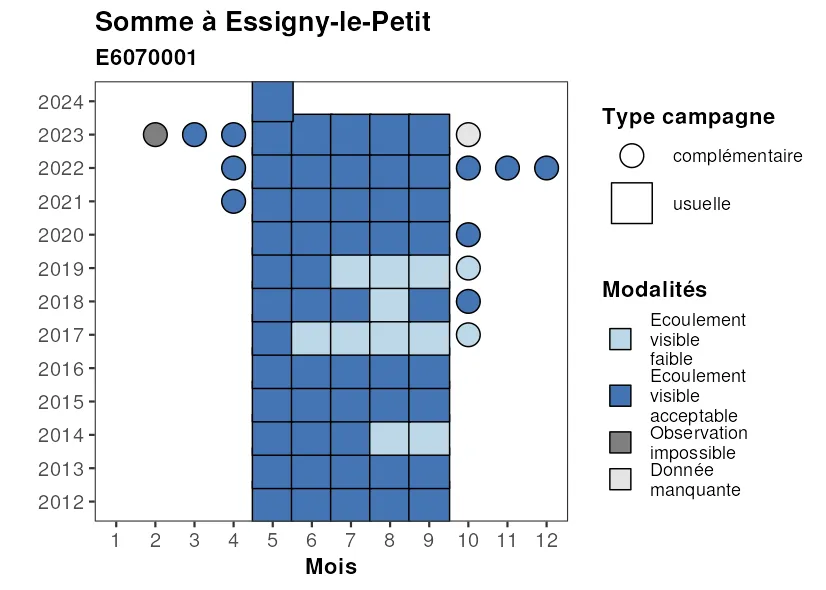 Somme à Essigny-le-Petit
E6070001
2024
2023
2022
2021
2020
2019
2018
2017
2016
2015
2014
2013
2012
1 2 3 4 5 6 7 8 9 10 11 12
Mois
Type campagne
complémentaire
usuelle
Modalités
Ecoulement
visible
faible
Ecoulement
visible
acceptable
Observation
impossible
Donnée
manquante